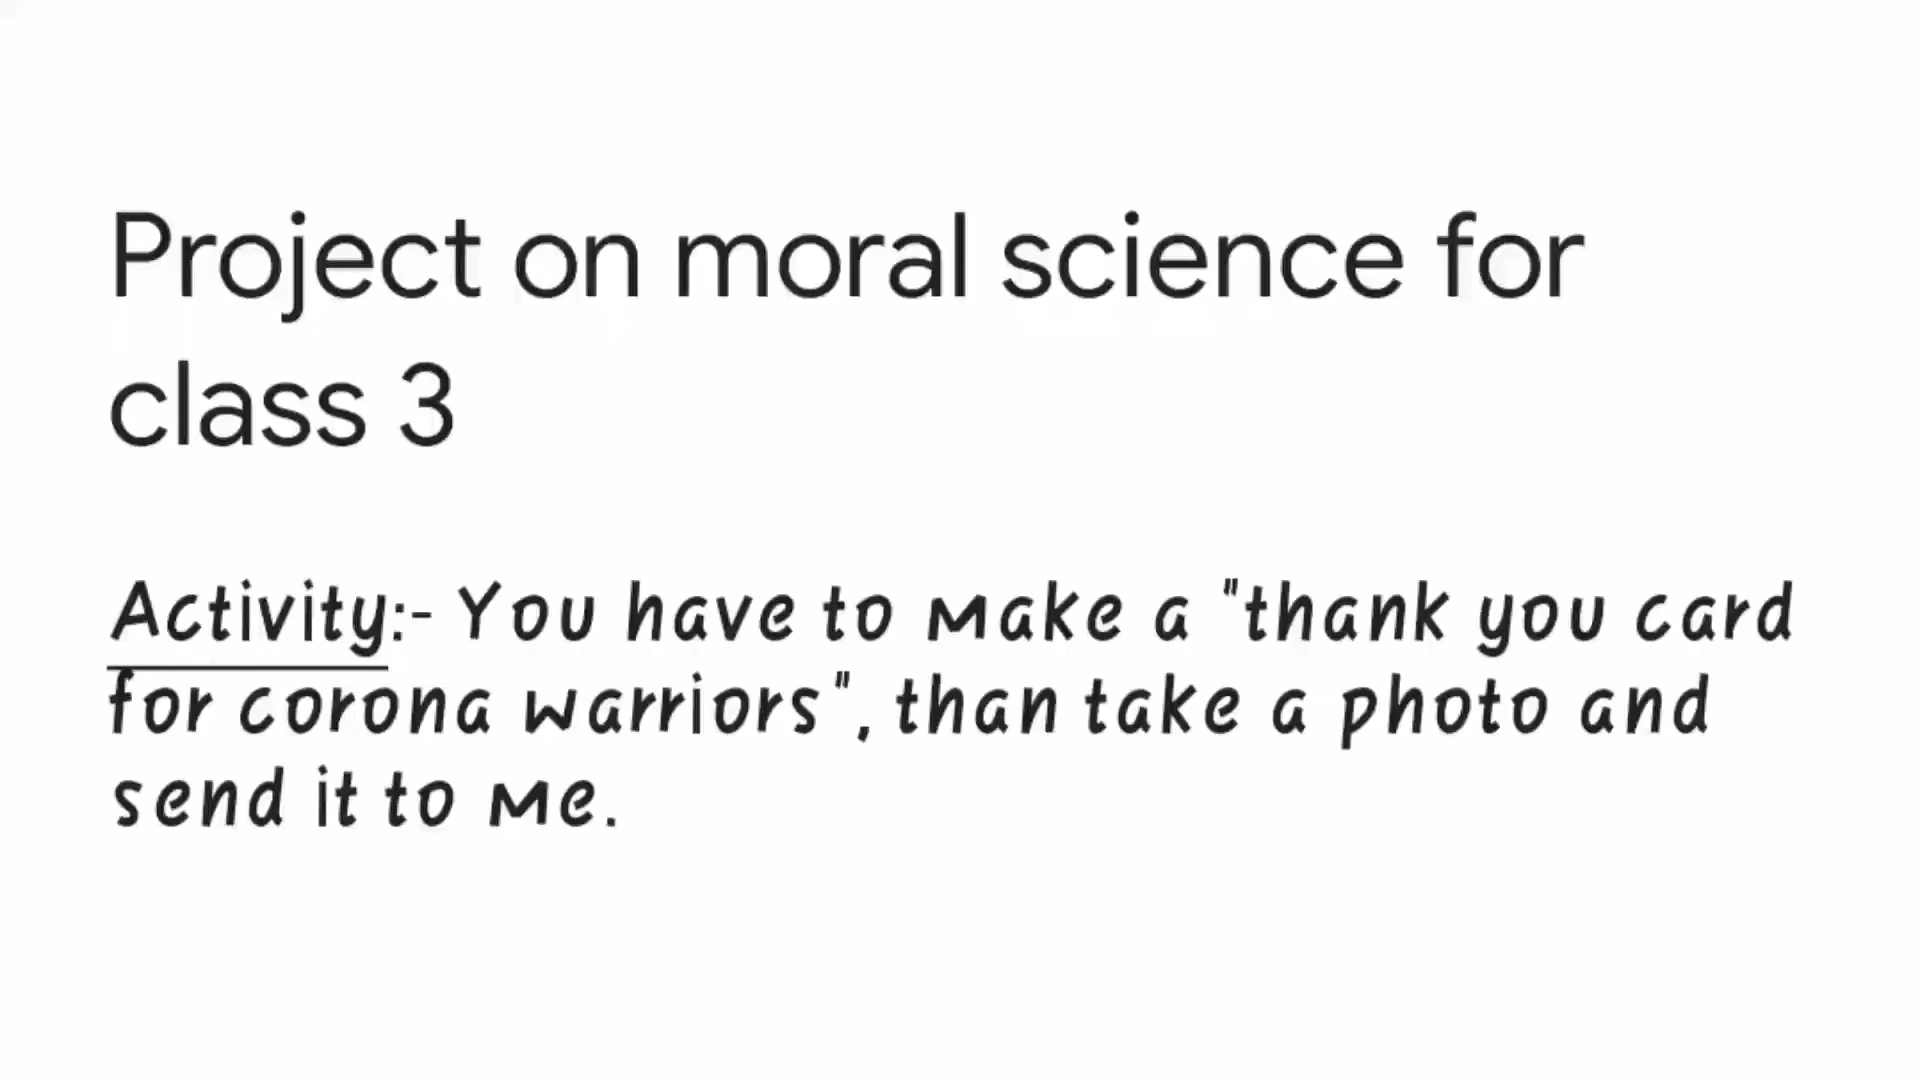 Project on moral science for
class 3
Activity:- You have to make a "thank you card
for corona warriors", than take a photo and
send it to me.